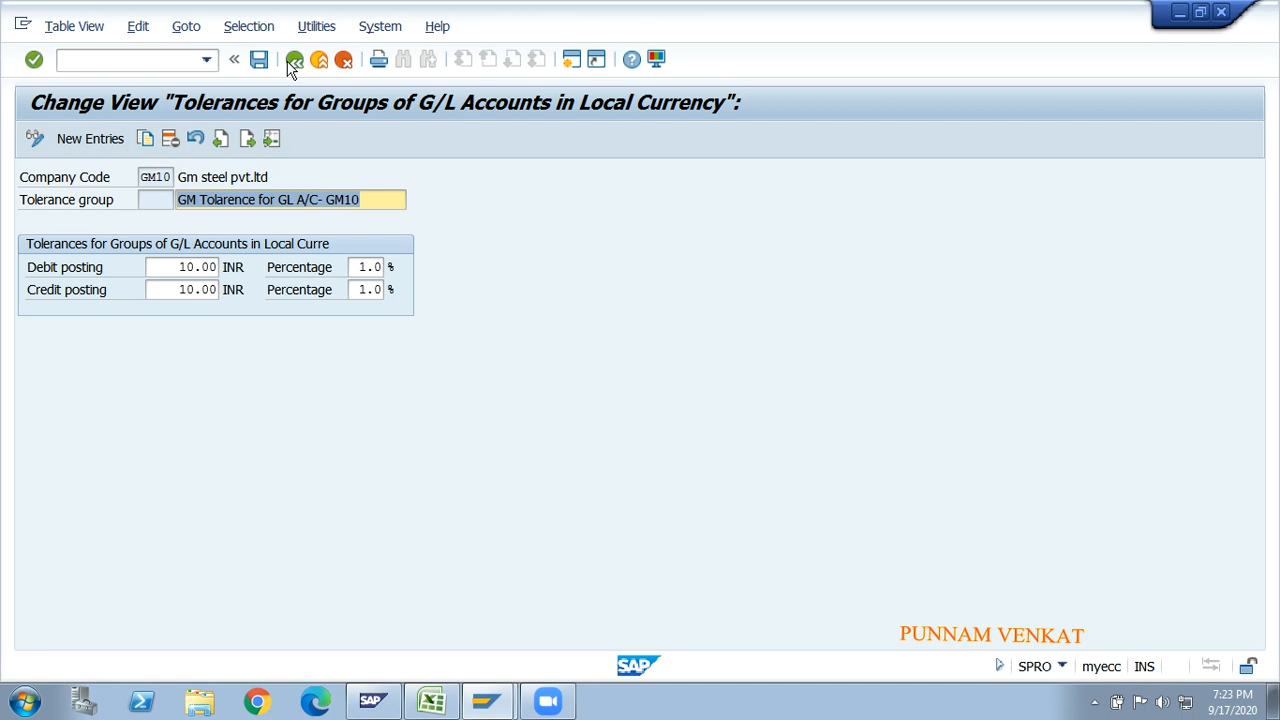 Table View Edit Goto Selection Utilities System Help
Change View "Tolerances for Groups of G/L Accounts in Local Currency":
New Entries
Company Code GM10 Gm steel pvt.ltd
Tolerance group GM Tolarence for GL A/C- GM10
Tolerances for Groups of G/L Accounts in Local Curre
Debit posting 10.00 INR Percentage 1.0 %
Credit posting 10.00 INR Percentage 1.0 %
PUNNAM VENKAT
SAP SPRO myecc INS
SAP
7:23 PM
9/17/2020